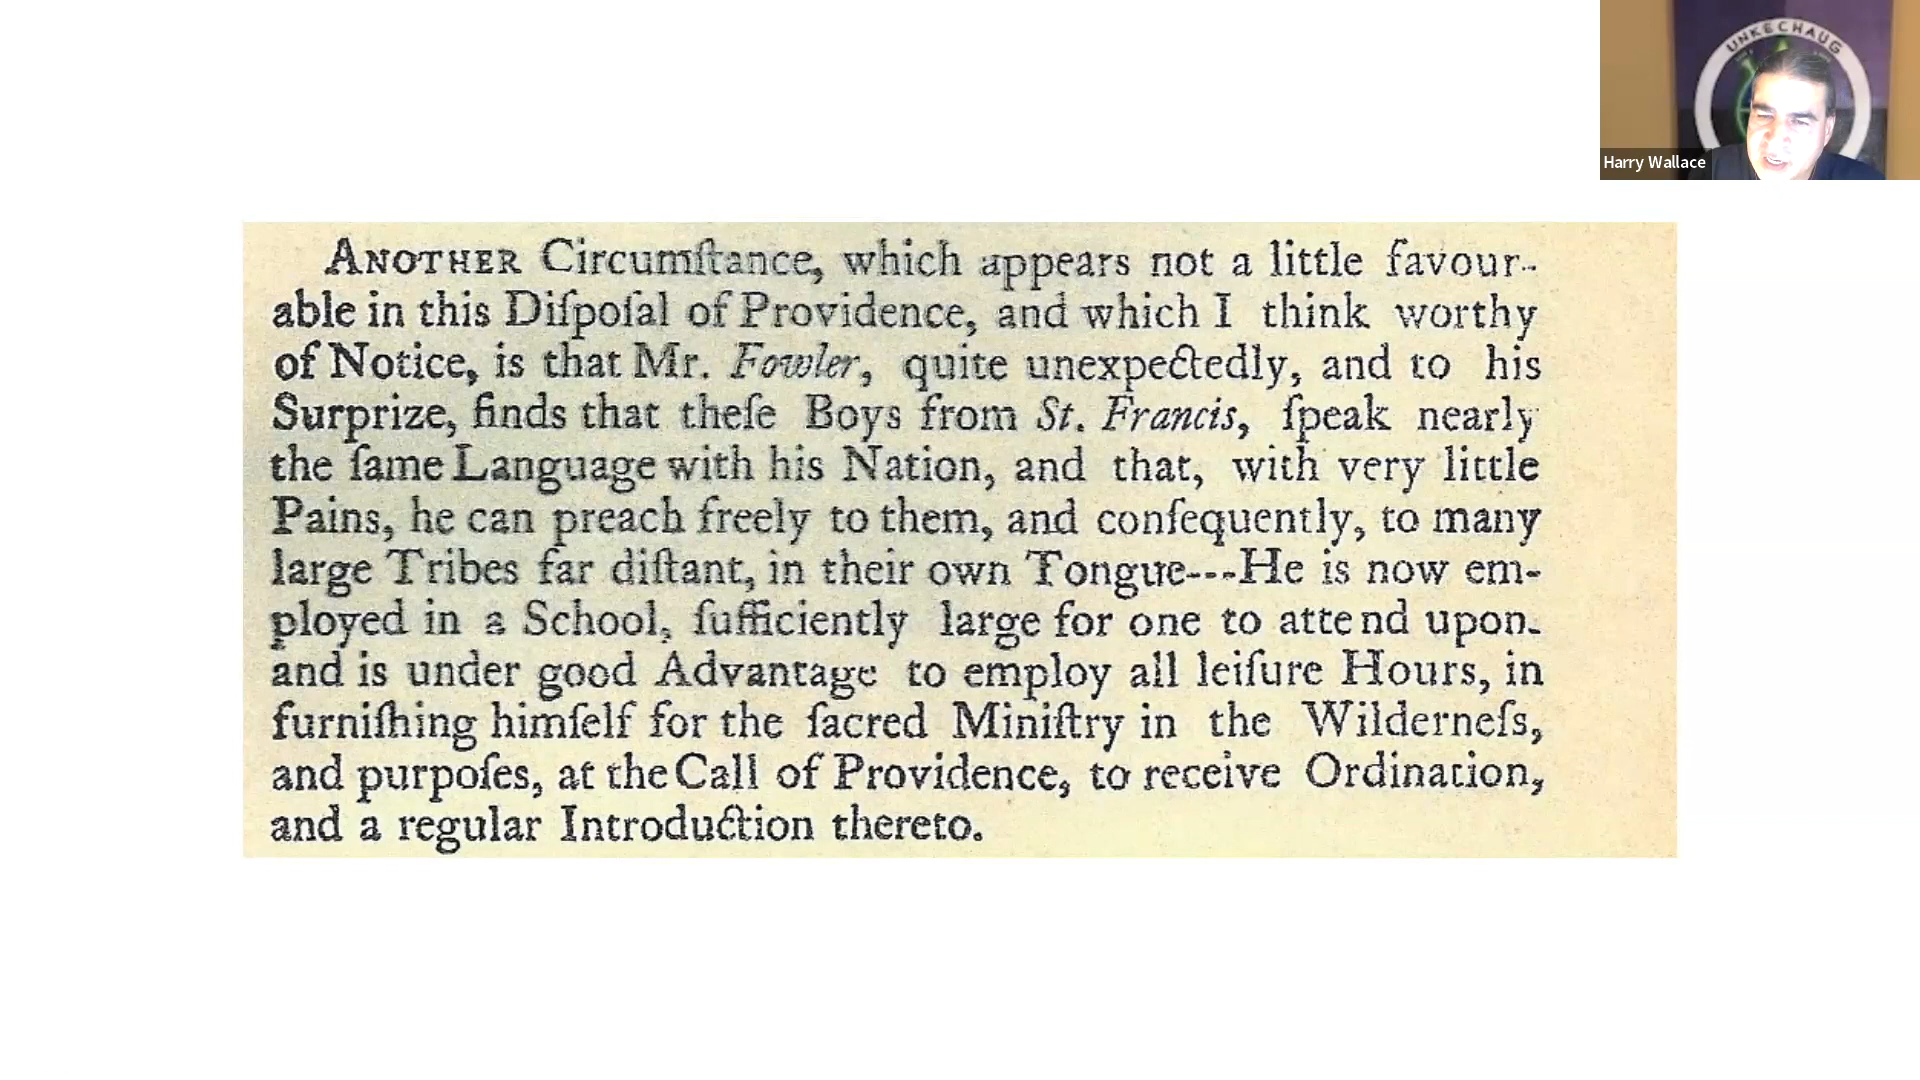 UNKECHAUG
Harry Wallace
ANOTHER Circumſtance, which appears not a little favour-
able in this Diſpoſal of Providence, and which I think worthy
of Notice, is that Mr. Fowler, quite unexpectedly, and to his
Surprize, finds that theſe Boys from St. Francis, ſpeak nearly
the ſame Language with his Nation, and that, with very little
Pains, he can preach freely to them, and conſequently, to many
large Tribes far diſtant, in their own Tongue---He is now em-
ployed in a School, ſufficiently large for one to attend upon.
and is under good Advantage to employ all leiſure Hours, in
furniſhing himſelf for the ſacred Miniſtry in the Wilderneſs,
and purpoſes, at the Call of Providence, to receive Ordination,
and a regular Introduction thereto.